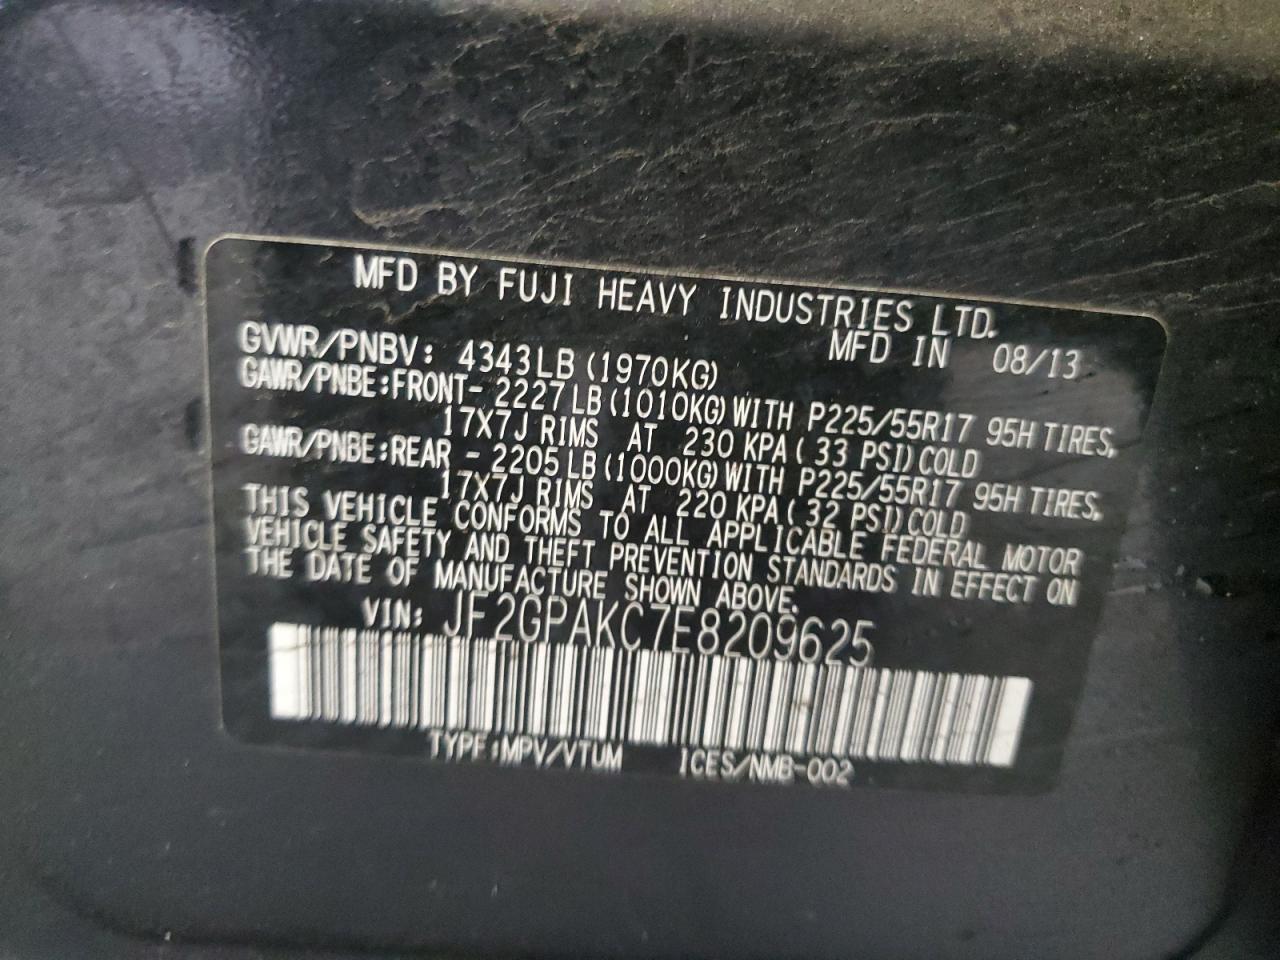 MFD BY FUJI HEAVY INDUSTRIES LTD.
MFD IN 08/13
GVWR/PNBV: 4343LB (1970KG)
GAWR/PNBE:FRONT- 2227LB (1010KG) WITH P225/55R17 95H TIRES,
17X7J RIMS AT 230 KPA ( 33 PSI) COLD
GAWR/PNBE:REAR - 2205LB (1000KG) WITH P225/55R17 95H TIRES,
17X7J RIMS AT 220 KPA ( 32 PSI) COLD
THIS VEHICLE CONFORMS TO ALL APPLICABLE FEDERAL MOTOR
VEHICLE SAFETY AND THEFT PREVENTION STANDARDS IN EFFECT ON
THE DATE OF MANUFACTURE SHOWN ABOVE.
VIN: JF2GPAKC7E8209625
TYPE:MPV/VTUM ICES/NMB-002